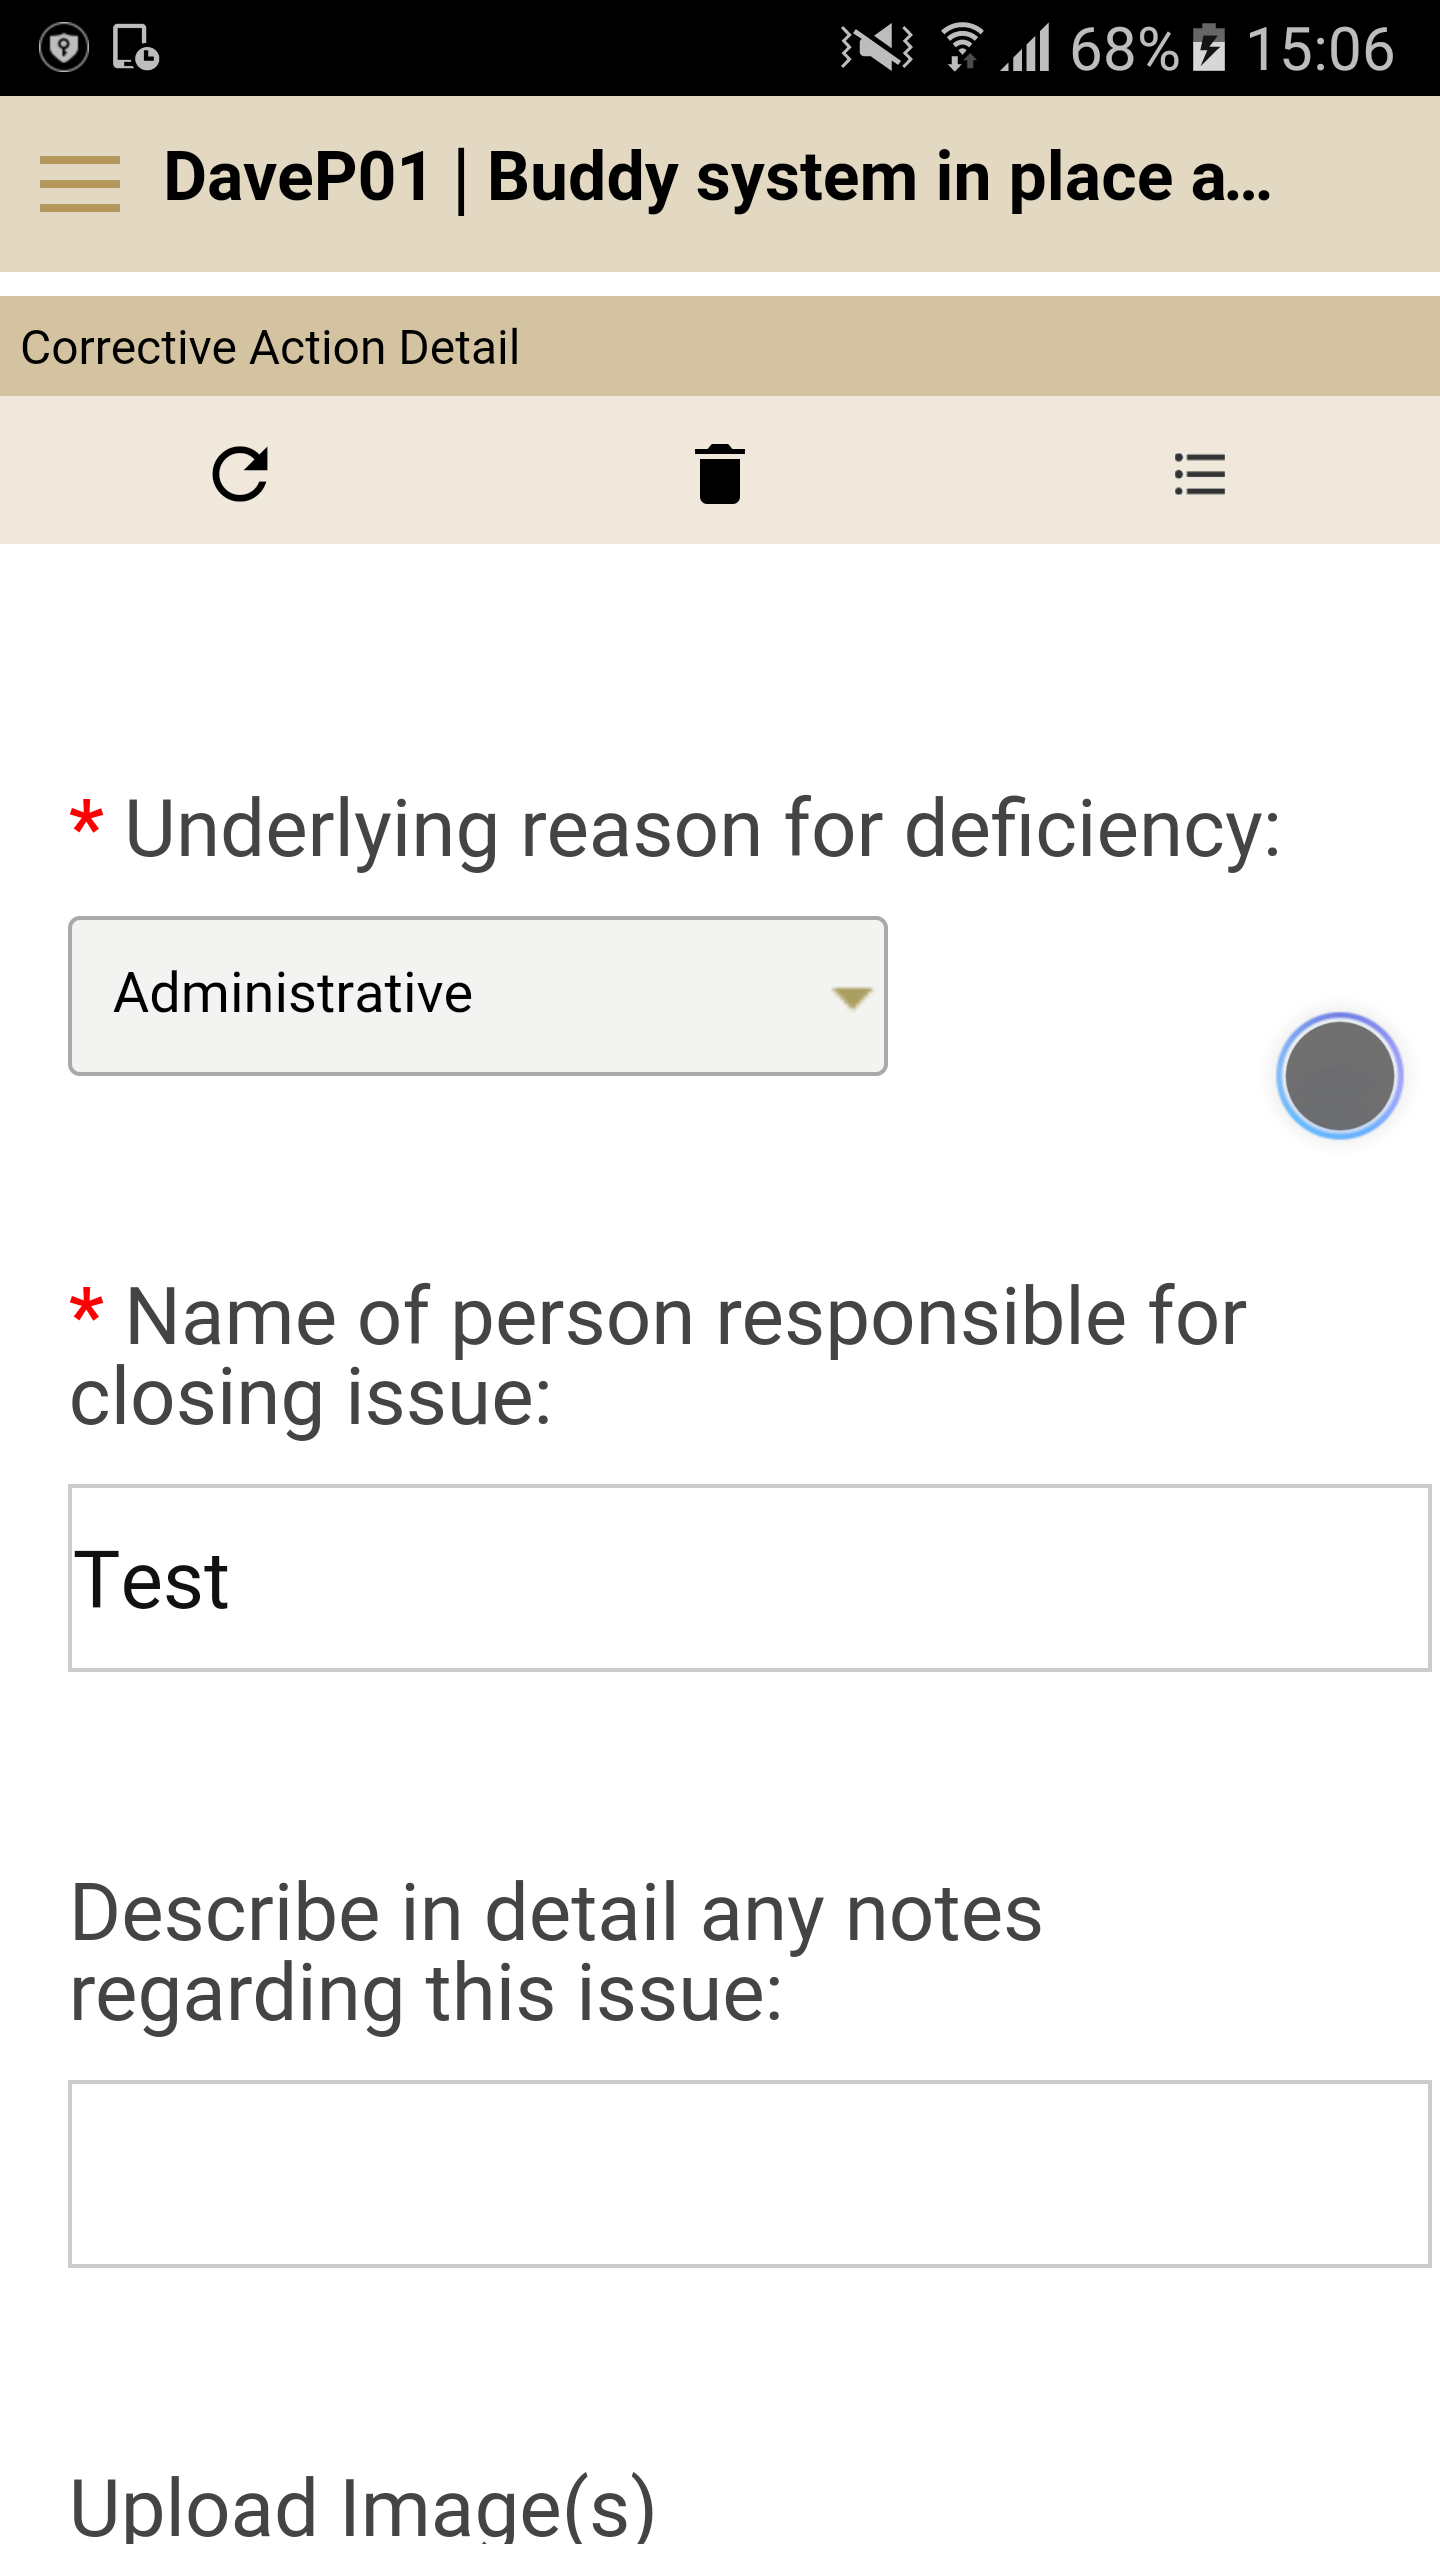 68% 15:06
DaveP01 | Buddy system in place a...
Corrective Action Detail
* Underlying reason for deficiency:
Administrative
* Name of person responsible for
closing issue:
Test
Describe in detail any notes
regarding this issue:
Upload Image(s)